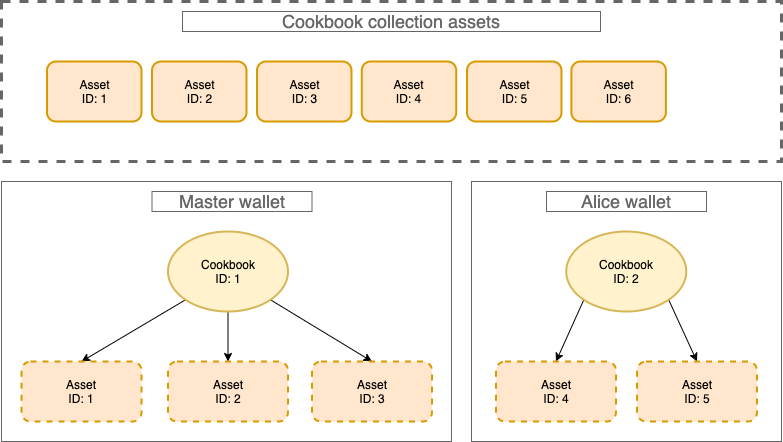 Cookbook collection assets
Asset
ID: 1
Asset
ID: 2
Asset
ID: 3
Asset
ID: 4
Asset
ID: 5
Asset
ID: 6
Master wallet
Cookbook
ID: 1
Asset
ID: 1
Asset
ID: 2
Asset
ID: 3
Alice wallet
Cookbook
ID: 2
Asset
ID: 4
Asset
ID: 5